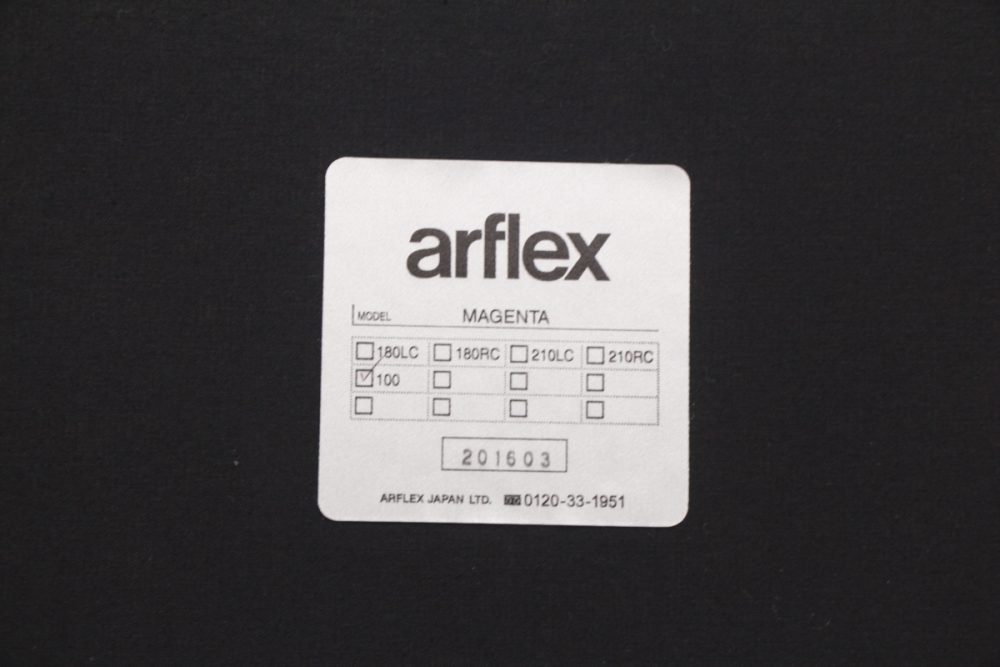 arflex
MODEL MAGENTA
180LC 180RC 210LC 210RC
100
201603
ARFLEX JAPAN LTD. 0120-33-1951